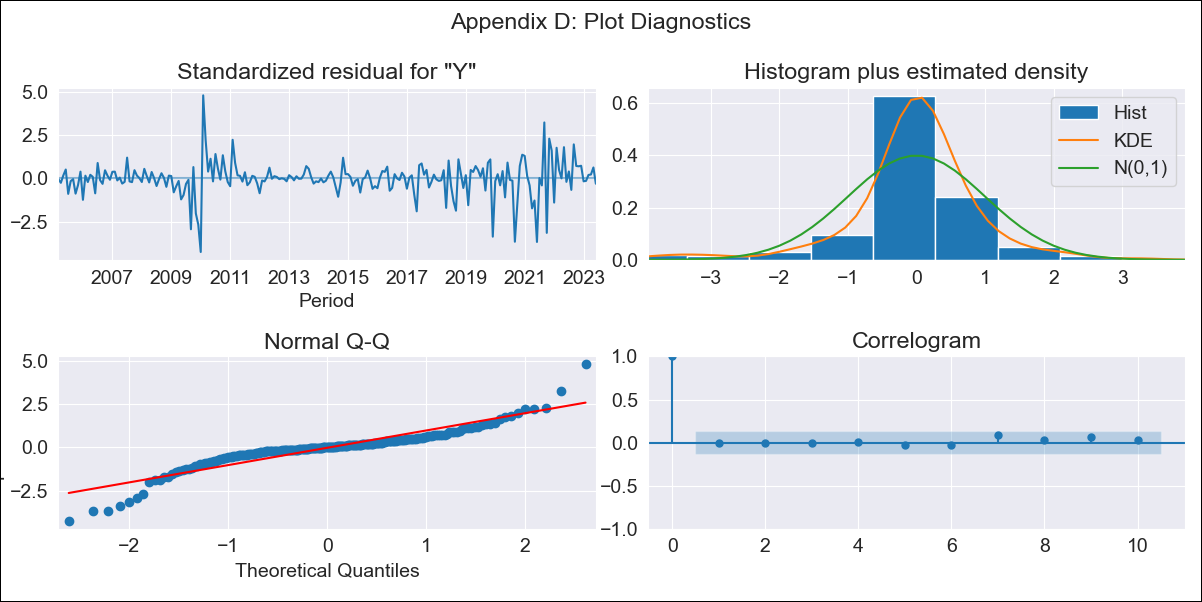 Appendix D: Plot Diagnostics
Standardized residual for "Y"
5.0
2.5
0.0
−2.5
2007 2009 2011 2013 2015 2017 2019 2021 2023
Period
Histogram plus estimated density
0.6
0.4
0.2
0.0
−3 −2 −1 0 1 2 3
Hist
KDE
N(0,1)
Normal Q-Q
5.0
2.5
0.0
−2.5
−2 −1 0 1 2
Theoretical Quantiles
Correlogram
1.0
0.5
0.0
−0.5
−1.0
0 2 4 6 8 10